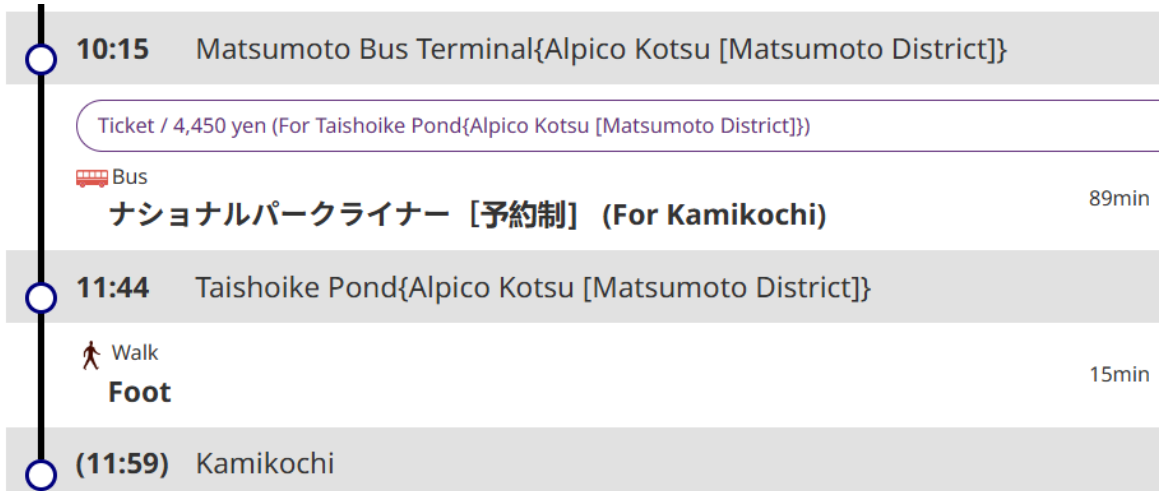 10:15 Matsumoto Bus Terminal{Alpico Kotsu [Matsumoto District]}
Ticket / 4,450 yen (For Taishoike Pond{Alpico Kotsu [Matsumoto District]})
Bus
ナショナルパークライナー［予約制］ (For Kamikochi)
89min
11:44 Taishoike Pond{Alpico Kotsu [Matsumoto District]}
Walk
Foot
15min
(11:59) Kamikochi